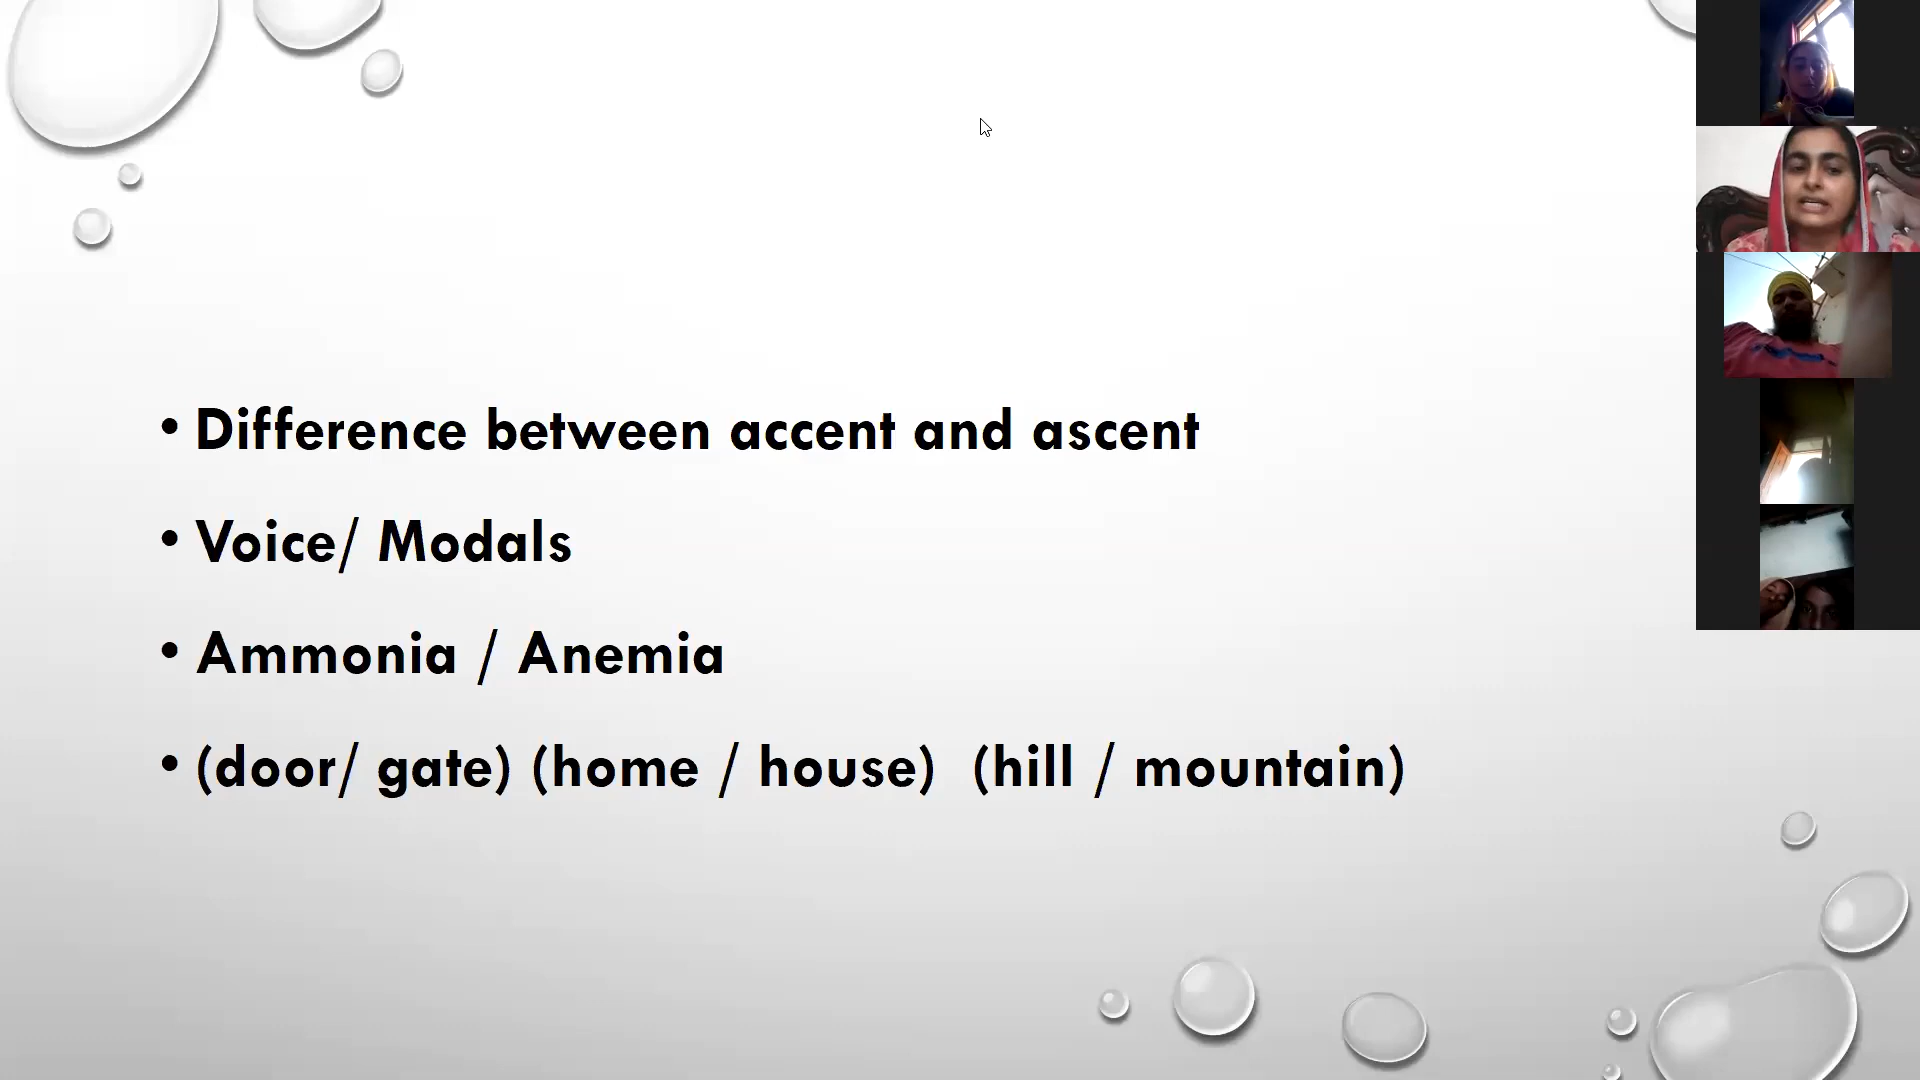 • Difference between accent and ascent
• Voice/ Modals
• Ammonia / Anemia
• (door/ gate) (home / house) (hill / mountain)